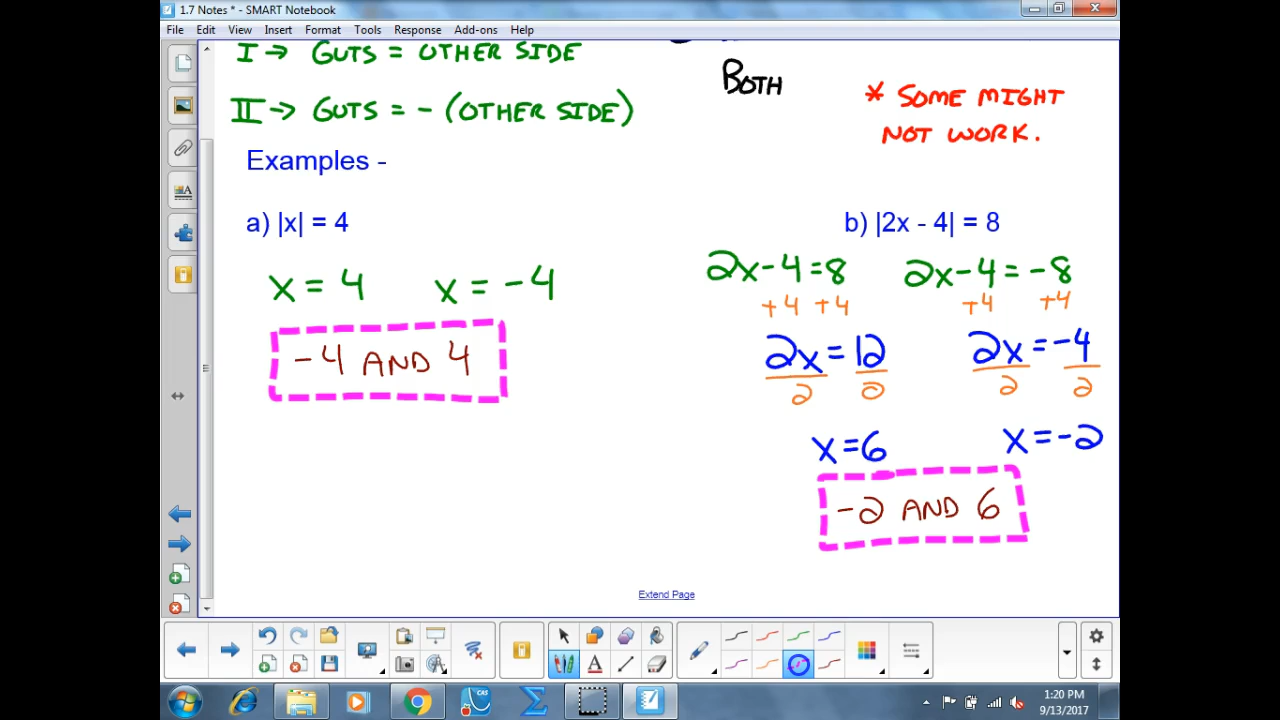 1.7 Notes * - SMART Notebook
File Edit View Insert Format Tools Response Add-ons Help
I → GUTS = OTHER SIDE
BOTH
II → GUTS = - (OTHER SIDE)
* SOME MIGHT
NOT WORK.
Examples -
a) |x| = 4
x = 4 x = -4
-4 AND 4
b) |2x - 4| = 8
2x-4=8 2x-4=-8
+4 +4 +4 +4
2x=12 2x=-4
2 2 2 2
x=6 x=-2
-2 AND 6
Extend Page
CAS
1:20 PM
9/13/2017